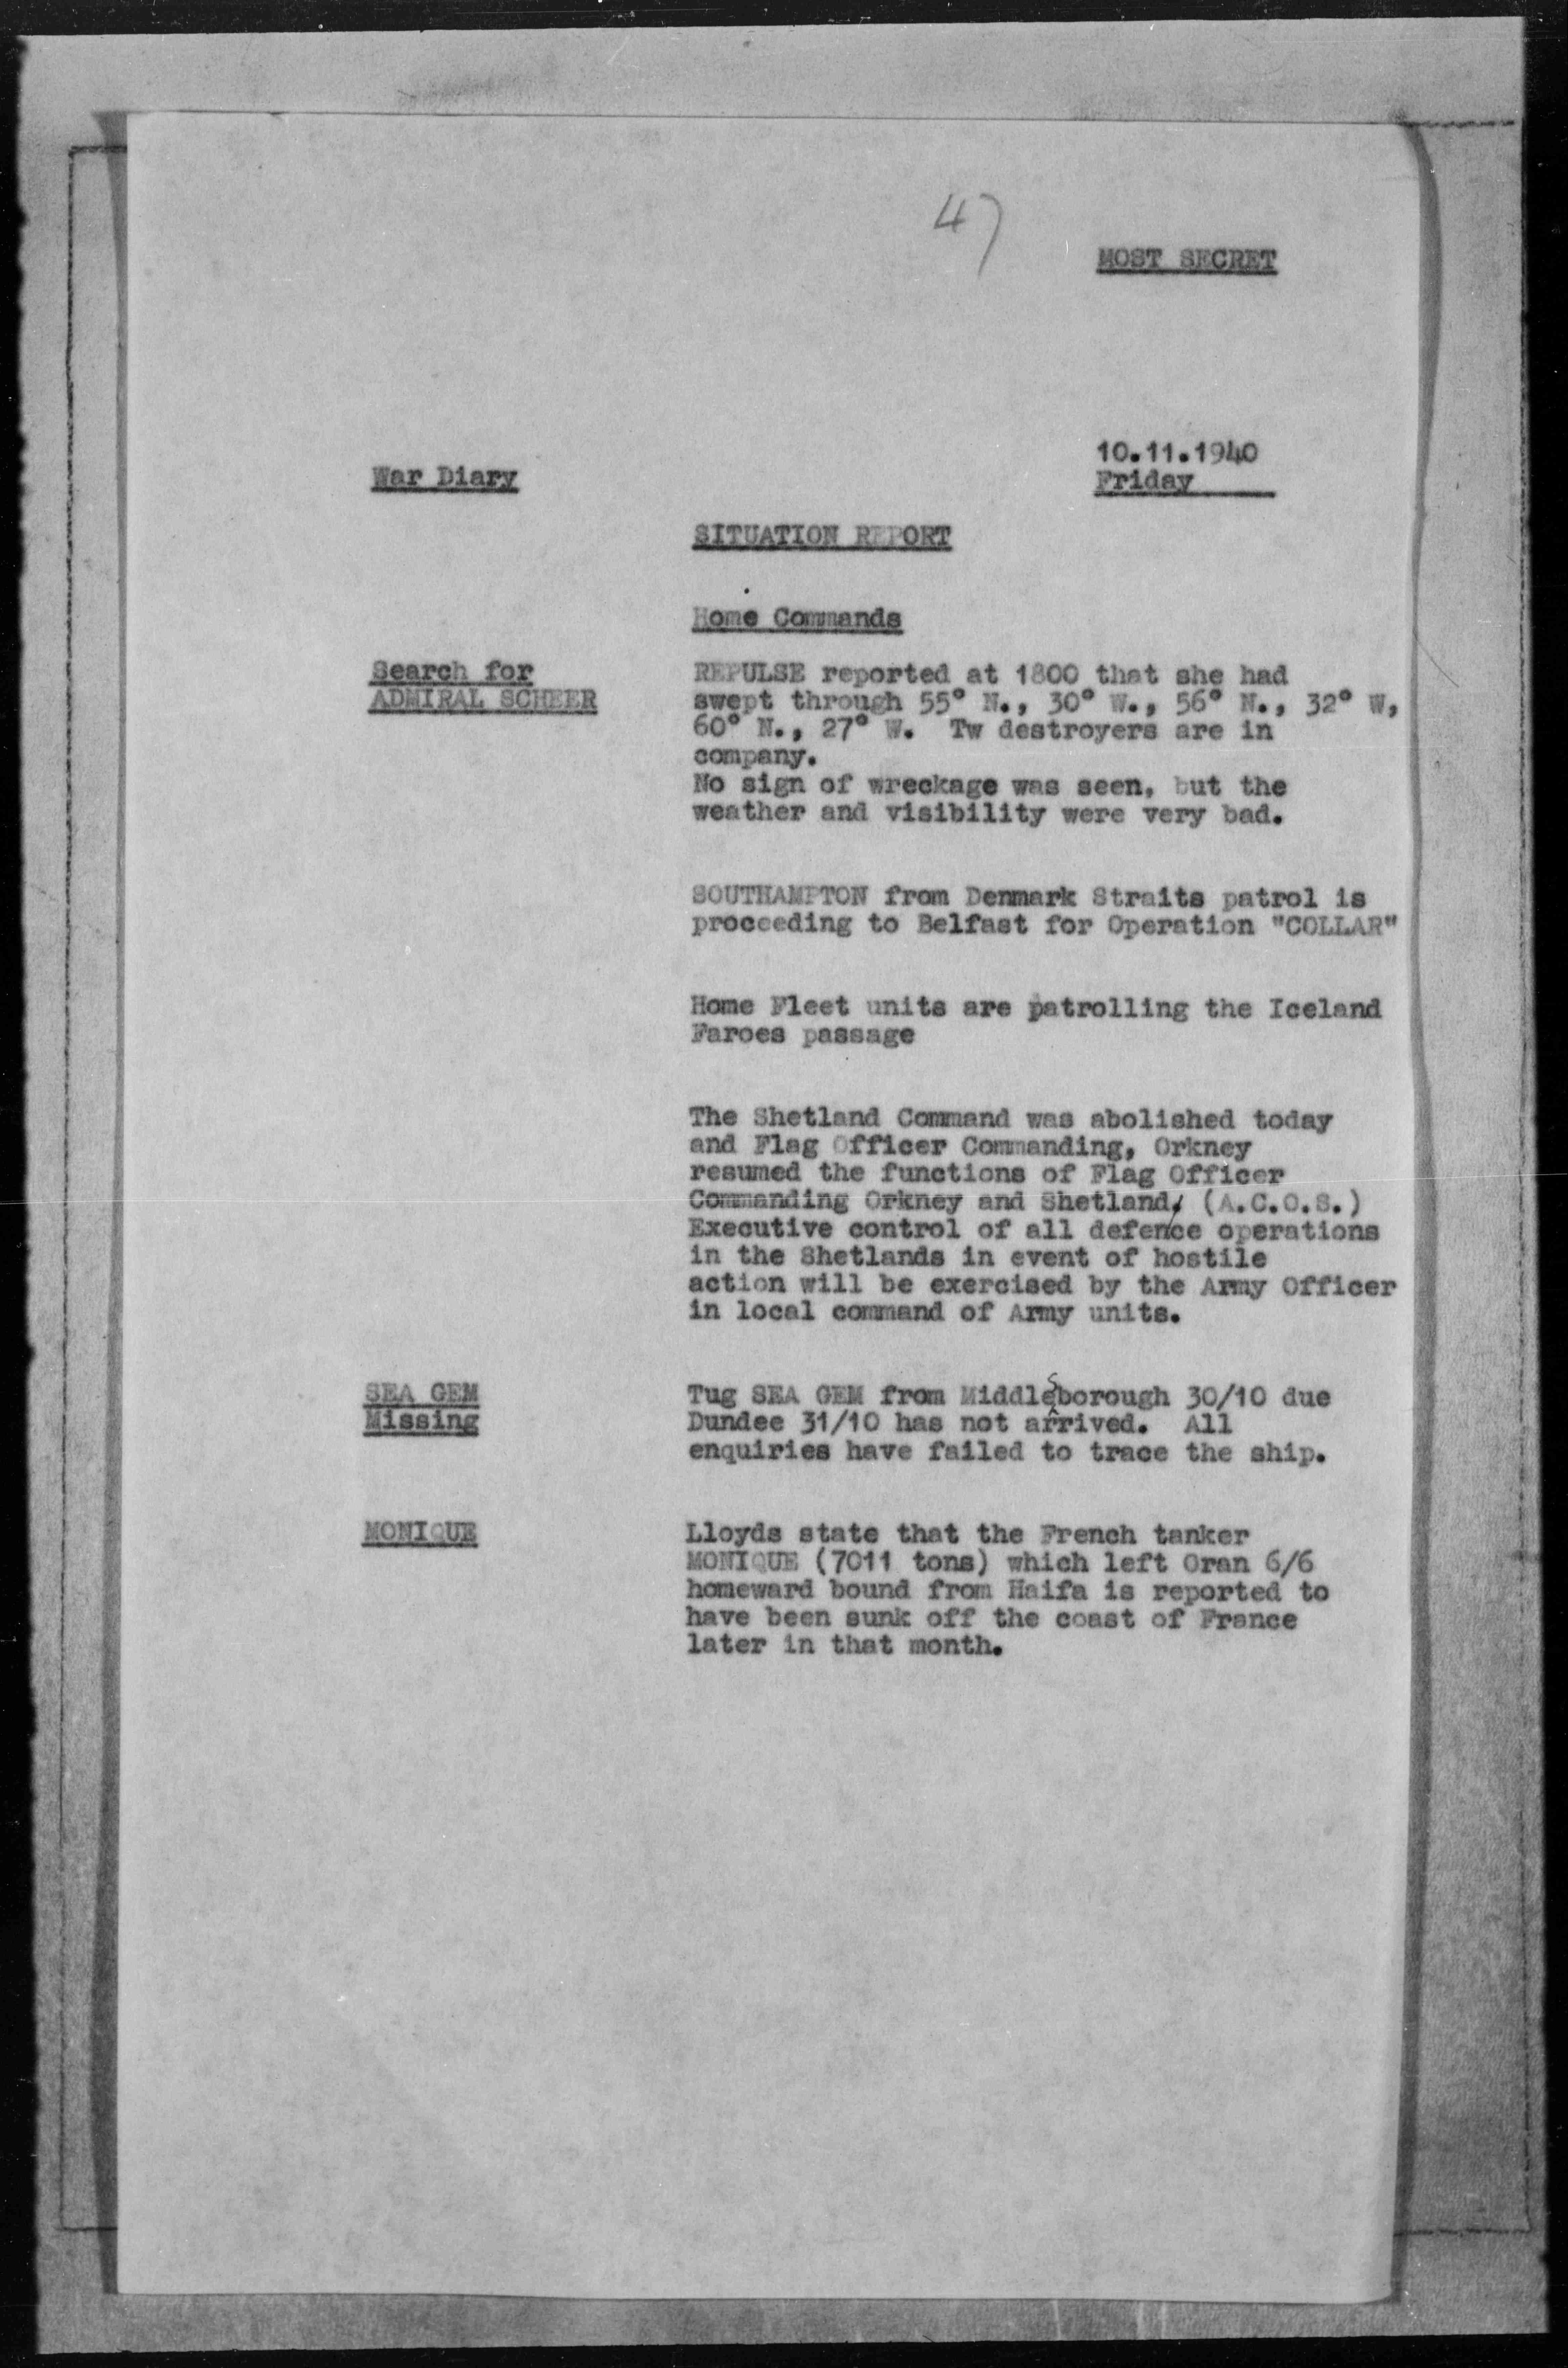 47
MOST SECRET
10.11.1940
War Diary
Friday
SITUATION REPORT
Home Commands
Search for
ADMIRAL SCHEER
REPULSE reported at 1800 that she had
swept through 55° N., 30° W., 56° N., 32° W,
60° N., 27° W. Tw destroyers are in
company.
No sign of wreckage was seen, but the
weather and visibility were very bad.
SOUTHAMPTON from Denmark Straits patrol is
proceeding to Belfast for Operation "COLLAR"
Home Fleet units are patrolling the Iceland
Faroes passage
The Shetland Command was abolished today
and Flag Officer Commanding, Orkney
resumed the functions of Flag Officer
Commanding Orkney and Shetland, (A.C.O.S.)
Executive control of all defence operations
in the Shetlands in event of hostile
action will be exercised by the Army Officer
in local command of Army units.
SEA GEM
Missing
Tug SEA GEM from Middlesborough 30/10 due
Dundee 31/10 has not arrived. All
enquiries have failed to trace the ship.
MONIQUE
Lloyds state that the French tanker
MONIQUE (7011 tons) which left Oran 6/6
homeward bound from Haifa is reported to
have been sunk off the coast of France
later in that month.